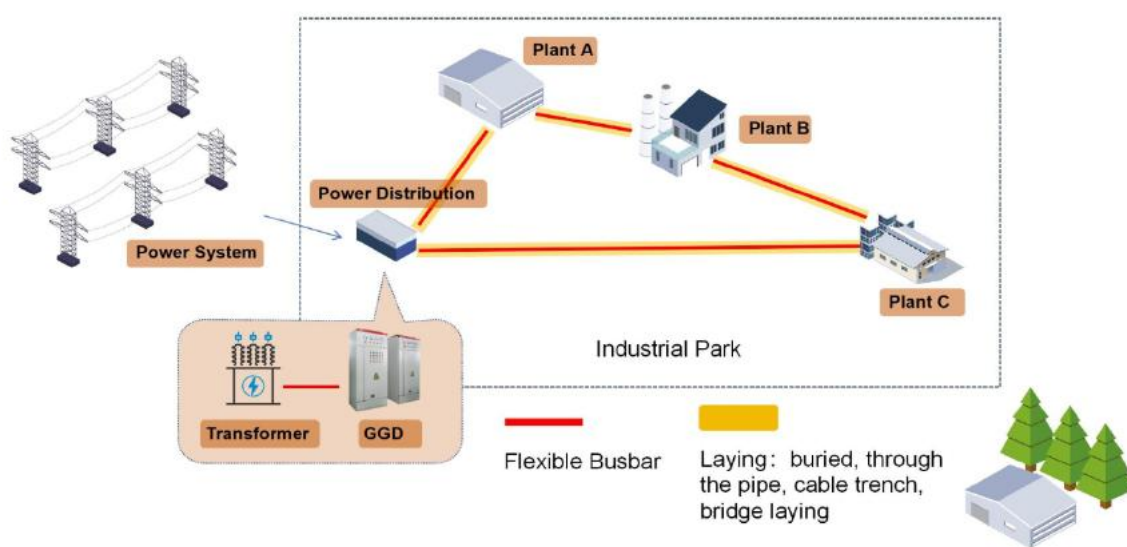 Plant A
Plant B
Power Distribution
Power System
Plant C
Industrial Park
Transformer
GGD
Flexible Busbar
Laying: buried, through
the pipe, cable trench,
bridge laying